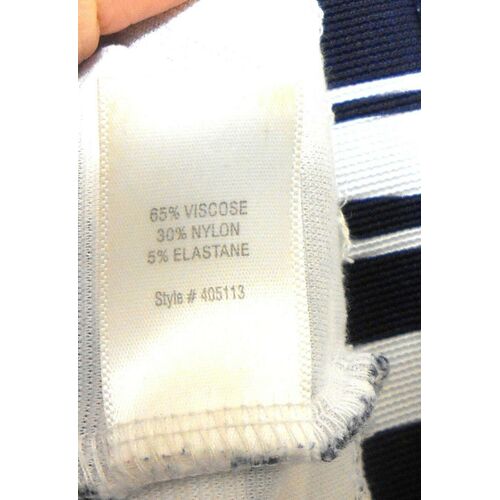 65% VISCOSE
30% NYLON
5% ELASTANE
Style # 405113